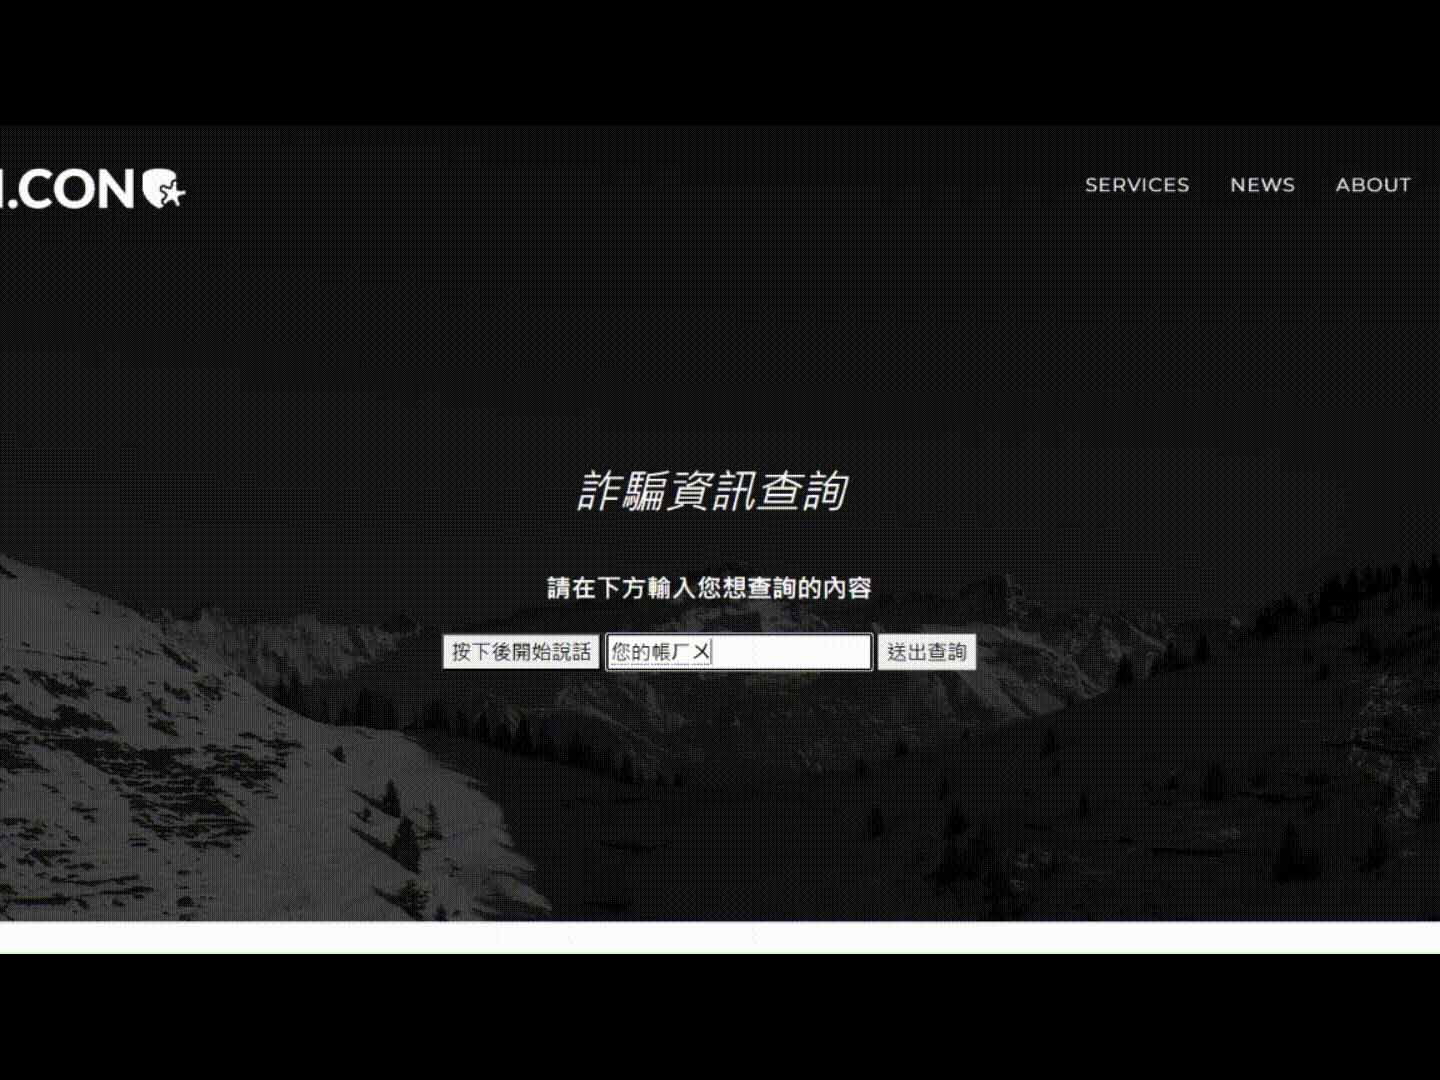 .CON
SERVICES NEWS ABOUT
詐騙資訊查詢
請在下方輸入您想查詢的內容
按下後開始說話 您的帳ㄏㄨ 送出查詢